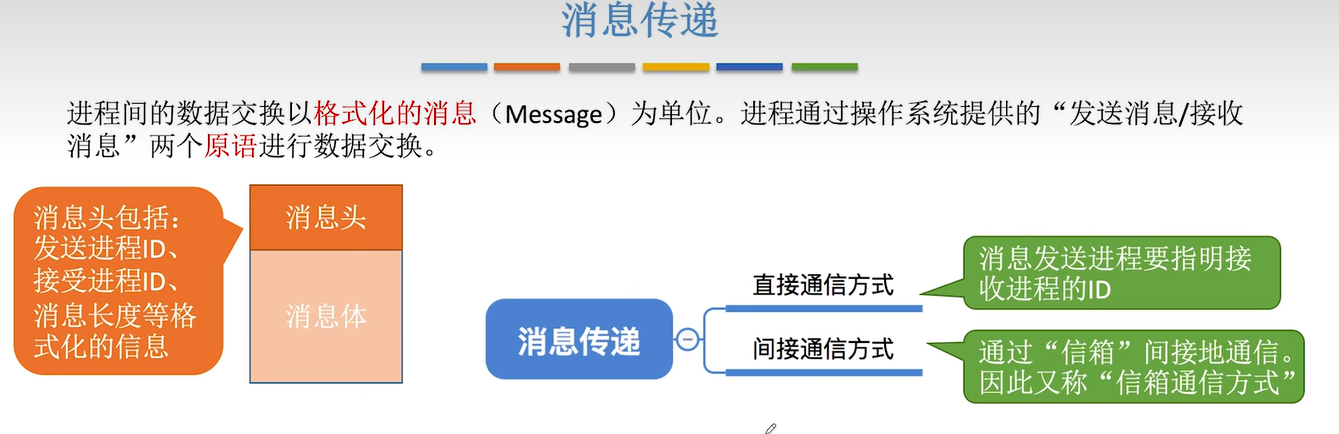 消息传递
进程间的数据交换以格式化的消息（Message）为单位。进程通过操作系统提供的“发送消息/接收
消息”两个原语进行数据交换。
消息头包括：
发送进程ID、
接受进程ID、
消息长度等格
式化的信息
消息头
消息体
消息传递
直接通信方式
消息发送进程要指明接
收进程的ID
间接通信方式
通过“信箱”间接地通信。
因此又称“信箱通信方式”